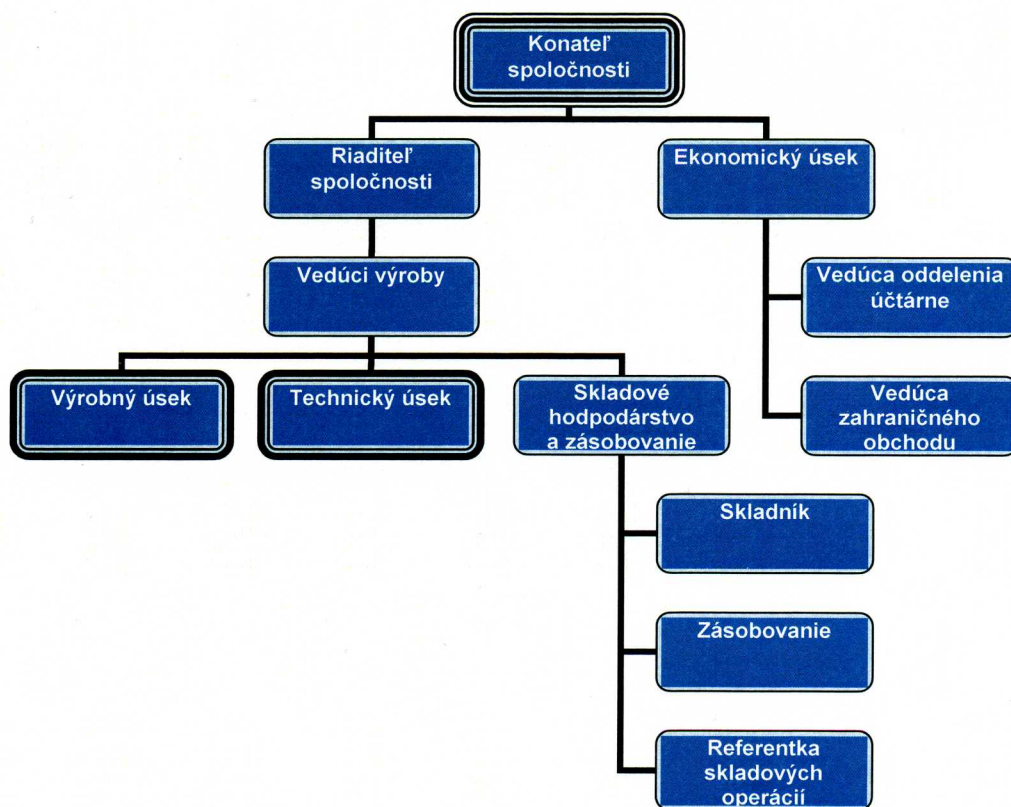 Konateľ
spoločnosti
Riaditeľ
spoločnosti
Ekonomický úsek
Vedúci výroby
Vedúca oddelenia
účtárne
Výrobný úsek
Technický úsek
Skladové
hodpodárstvo
a zásobovanie
Vedúca
zahraničného
obchodu
Skladník
Zásobovanie
Referentka
skladových
operácií